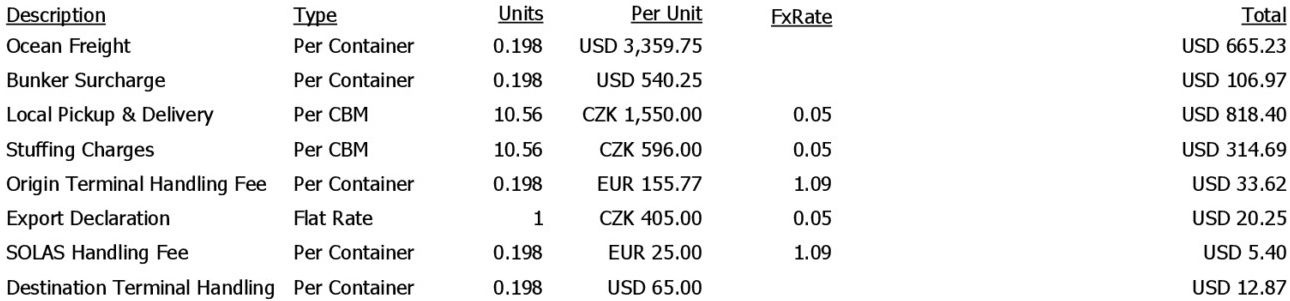 Description Type Units Per Unit FxRate Total
Ocean Freight Per Container 0.198 USD 3,359.75 USD 665.23
Bunker Surcharge Per Container 0.198 USD 540.25 USD 106.97
Local Pickup & Delivery Per CBM 10.56 CZK 1,550.00 0.05 USD 818.40
Stuffing Charges Per CBM 10.56 CZK 596.00 0.05 USD 314.69
Origin Terminal Handling Fee Per Container 0.198 EUR 155.77 1.09 USD 33.62
Export Declaration Flat Rate 1 CZK 405.00 0.05 USD 20.25
SOLAS Handling Fee Per Container 0.198 EUR 25.00 1.09 USD 5.40
Destination Terminal Handling Per Container 0.198 USD 65.00 USD 12.87